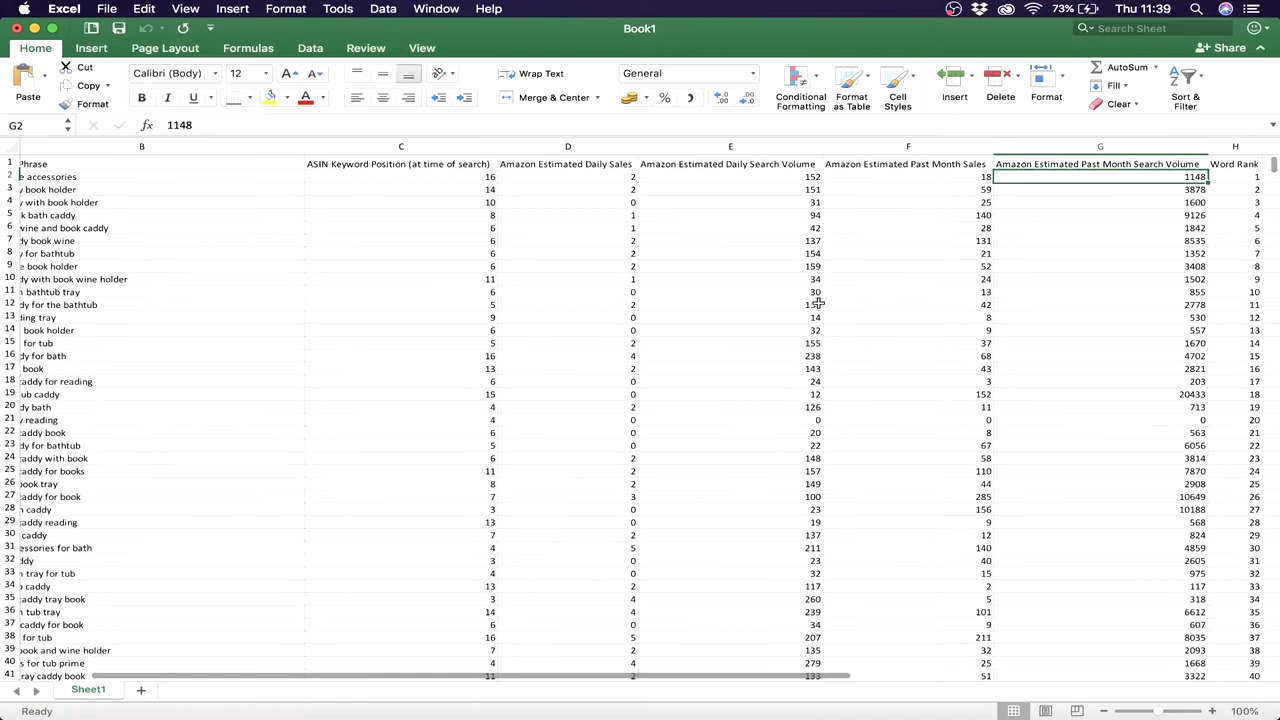 Excel File Edit View Insert Format Tools Data Window Help 73% Thu 11:39
Book1 Search Sheet
Home Insert Page Layout Formulas Data Review View Share
Cut Calibri (Body) 12 Wrap Text General AutoSum
Copy Fill
Paste Format B I U Merge & Center % Conditional Formatting Format as Table Cell Styles Insert Delete Format Clear Sort & Filter
G2 fx 1148
B C D E F G H
1 Phrase ASIN Keyword Position (at time of search) Amazon Estimated Daily Sales Amazon Estimated Daily Search Volume Amazon Estimated Past Month Sales Amazon Estimated Past Month Search Volume Word Rank
2 e accessories 16 2 152 18 1148 1
3 y book holder 14 2 151 59 3878 2
4 y with book holder 10 0 31 25 1600 3
5 k bath caddy 8 1 94 140 9126 4
6 wine and book caddy 6 1 42 28 1842 5
7 dy book wine 6 2 137 131 8535 6
8 y for bathtub 6 2 154 21 1352 7
9 e book holder 6 2 159 52 3408 8
10 dy with book wine holder 11 1 34 24 1502 9
11 n bathtub tray 6 0 30 13 855 10
12 dy for the bathtub 5 2 42 2778 11
13 ding tray 9 0 14 8 530 12
14 book holder 6 0 32 9 557 13
15 for tub 5 2 155 37 1670 14
16 dy for bath 16 4 238 68 4702 15
17 book 13 2 143 43 2821 16
18 caddy for reading 6 0 24 3 203 17
19 ub caddy 15 0 12 152 20433 18
20 dy bath 4 2 126 11 713 19
21 y reading 4 0 0 0 0 20
22 caddy book 6 0 20 8 563 21
23 dy for bathtub 5 0 22 67 6056 22
24 caddy with book 6 2 148 58 3814 23
25 caddy for books 11 2 157 110 7870 24
26 book tray 8 2 149 44 2908 25
27 caddy for book 7 3 100 285 10649 26
28 n caddy 3 0 23 156 10188 27
29 caddy reading 13 0 19 9 568 28
30 caddy 7 2 137 12 824 29
31 essories for bath 4 5 211 140 4859 30
32 ddy 3 0 23 40 2605 31
33 n tray for tub 4 0 32 15 975 32
34 o caddy 13 2 117 2 117 33
35 caddy tray book 3 4 260 5 318 34
36 n tub tray 14 4 239 101 6612 35
37 caddy for book 6 0 34 9 607 36
38 for tub 16 5 207 211 8035 37
39 book and wine holder 7 2 135 32 2093 38
40 s for tub prime 4 4 279 25 1668 39
41 ray caddy book 11 2 133 51 3322 40
Sheet1
Ready 100%